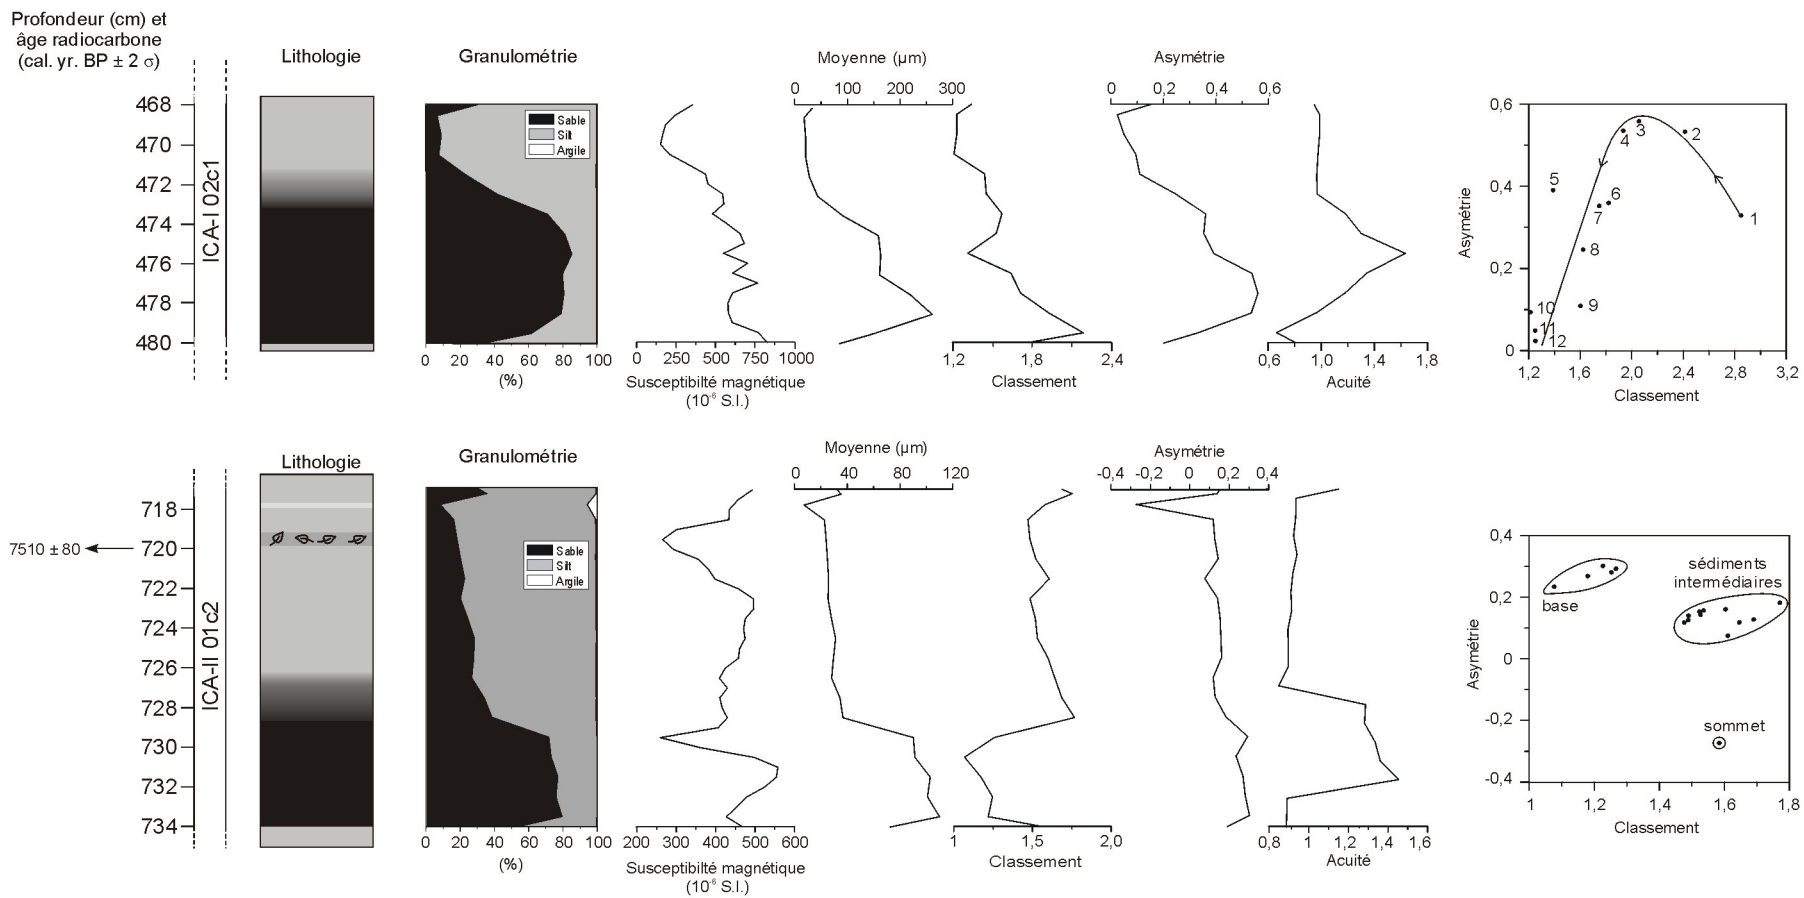 Profondeur (cm) et
âge radiocarbone
(cal. yr. BP ± 2 σ)
Lithologie
Granulométrie
Moyenne (µm)
Asymétrie
0 100 200 300
0 0,2 0,4 0,6
468
470
472
474
476
478
480
ICA-I 02c1
Sable
Silt
Argile
0 20 40 60 80 100
(%)
0 250 500 750 1000
Susceptibilté magnétique
(10⁻⁶ S.I.)
1,2 1,6 2,0 2,4
Classement
0,6 1,0 1,4 1,8
Acuité
0,6
0,4
0,2
0
Asymétrie
1
2
3
4
5
6
7
8
9
10
11
12
1,2 1,6 2,0 2,4 2,8 3,2
Classement
Lithologie
Granulométrie
Moyenne (µm)
Asymétrie
0 40 80 120
-0,4 -0,2 0 0,2 0,4
7510 ± 80
718
720
722
724
726
728
730
732
734
ICA-II 01c2
Sable
Silt
Argile
0 20 40 60 80 100
(%)
200 300 400 500 600
Susceptibilté magnétique
(10⁻⁶ S.I.)
1 1,5 2,0
Classement
0,8 1 1,2 1,4 1,6
Acuité
0,4
0,2
0
-0,2
-0,4
Asymétrie
base
sédiments
intermédiaires
sommet
1 1,2 1,4 1,6 1,8
Classement